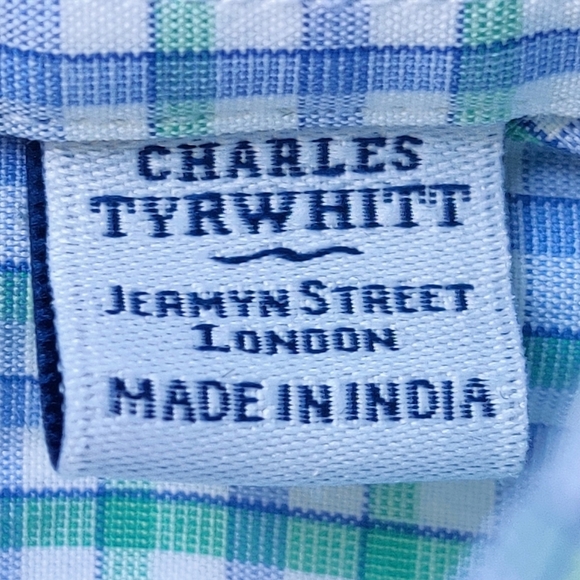 CHARLES
TYRWHITT
JERMYN STREET
LONDON
MADE IN INDIA